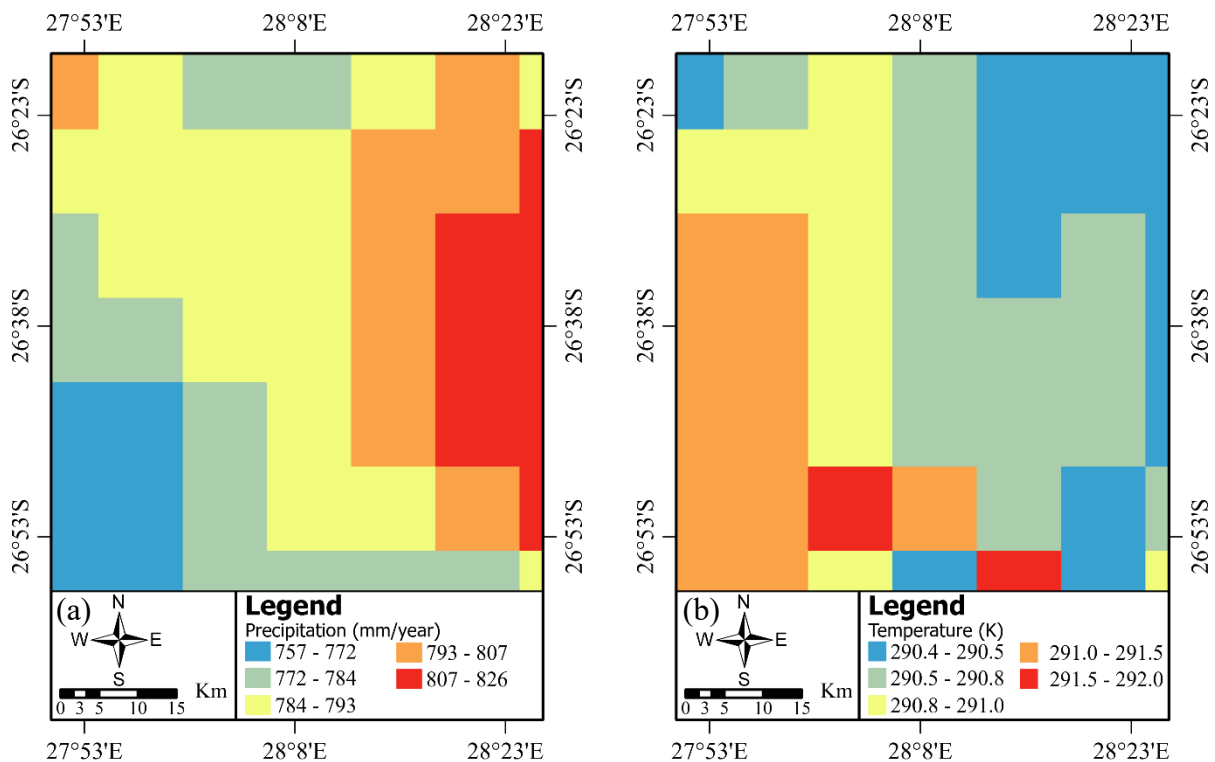 27°53'E 28°8'E 28°23'E 27°53'E 28°8'E 28°23'E
26°23'S 26°23'S 26°23'S 26°23'S
26°38'S 26°38'S 26°38'S 26°38'S
26°53'S 26°53'S 26°53'S 26°53'S
(a)
N
W E
S
0 3 5 10 15 Km
Legend
Precipitation (mm/year)
757 - 772 793 - 807
772 - 784 807 - 826
784 - 793
(b)
N
W E
S
0 3 5 10 15 Km
Legend
Temperature (K)
290.4 - 290.5 291.0 - 291.5
290.5 - 290.8 291.5 - 292.0
290.8 - 291.0
27°53'E 28°8'E 28°23'E 27°53'E 28°8'E 28°23'E